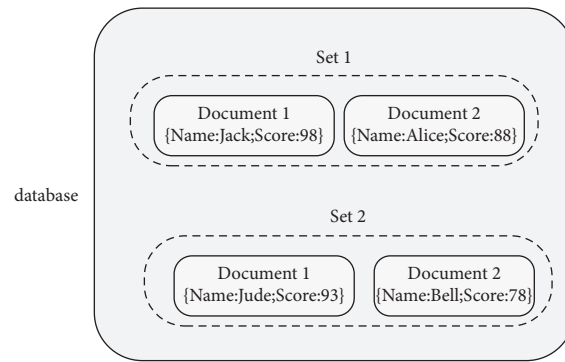 Set 1
Document 1
{Name:Jack;Score:98}
Document 2
{Name:Alice;Score:88}
database
Set 2
Document 1
{Name:Jude;Score:93}
Document 2
{Name:Bell;Score:78}